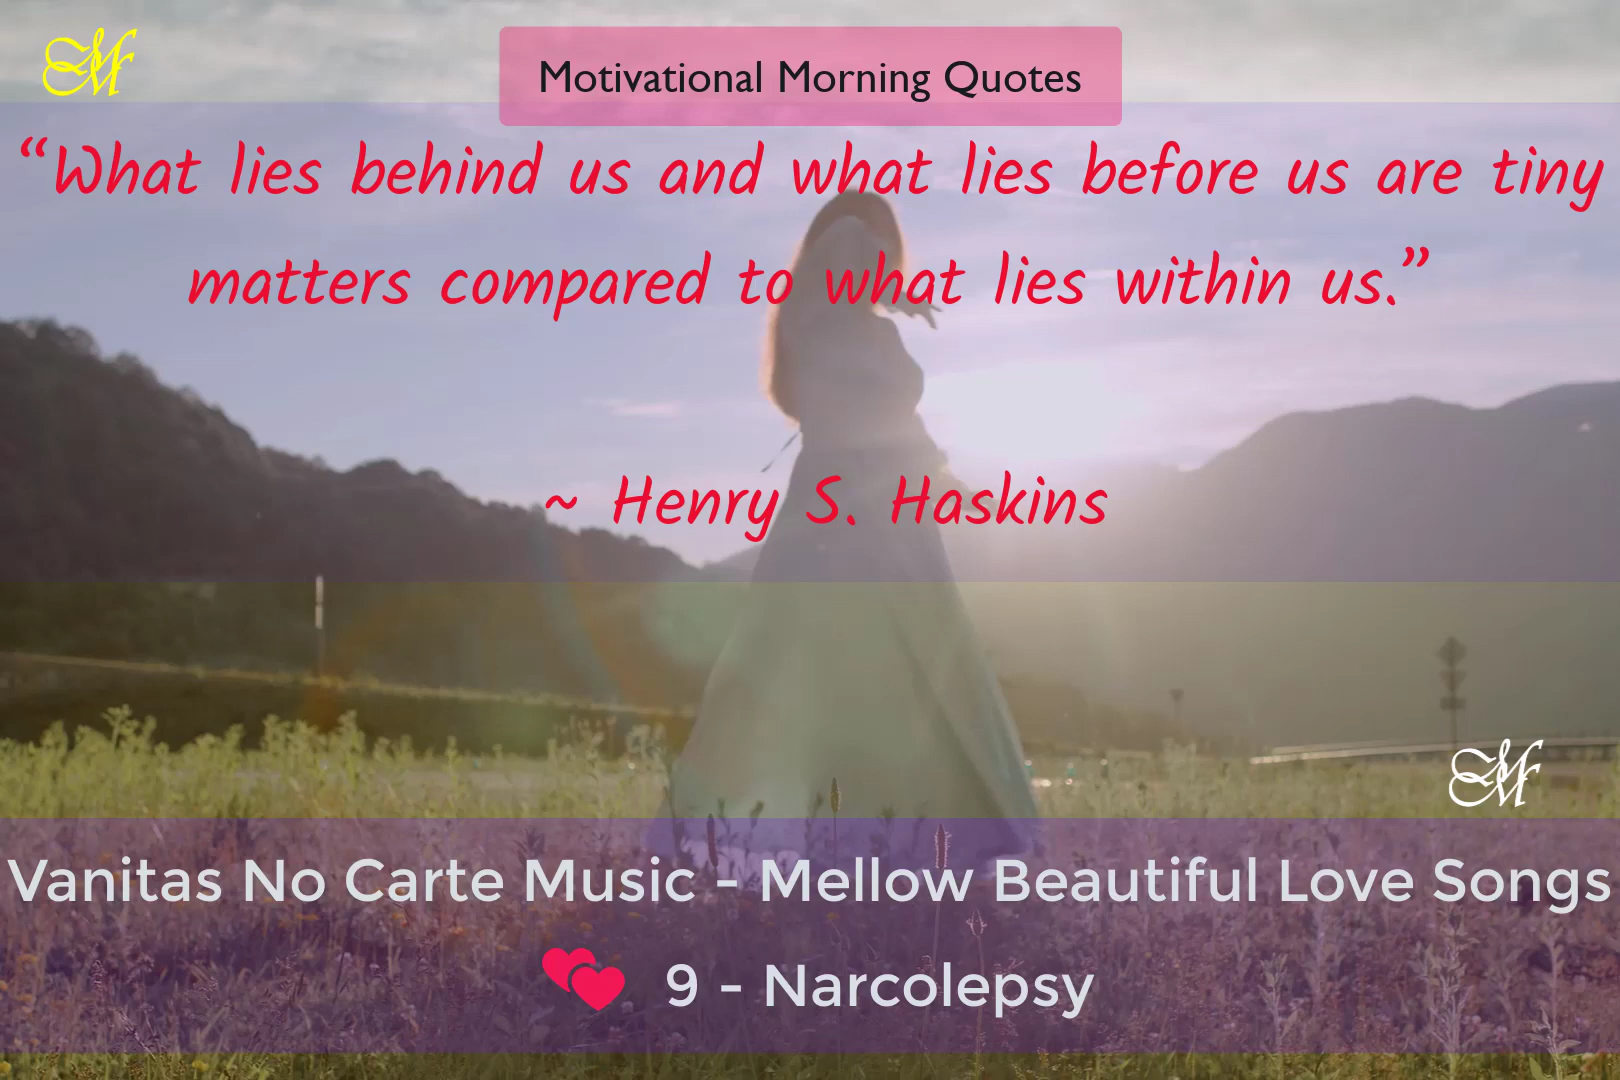 Motivational Morning Quotes
“What lies behind us and what lies before us are tiny
matters compared to what lies within us.”
~ Henry S. Haskins
Vanitas No Carte Music - Mellow Beautiful Love Songs
9 - Narcolepsy